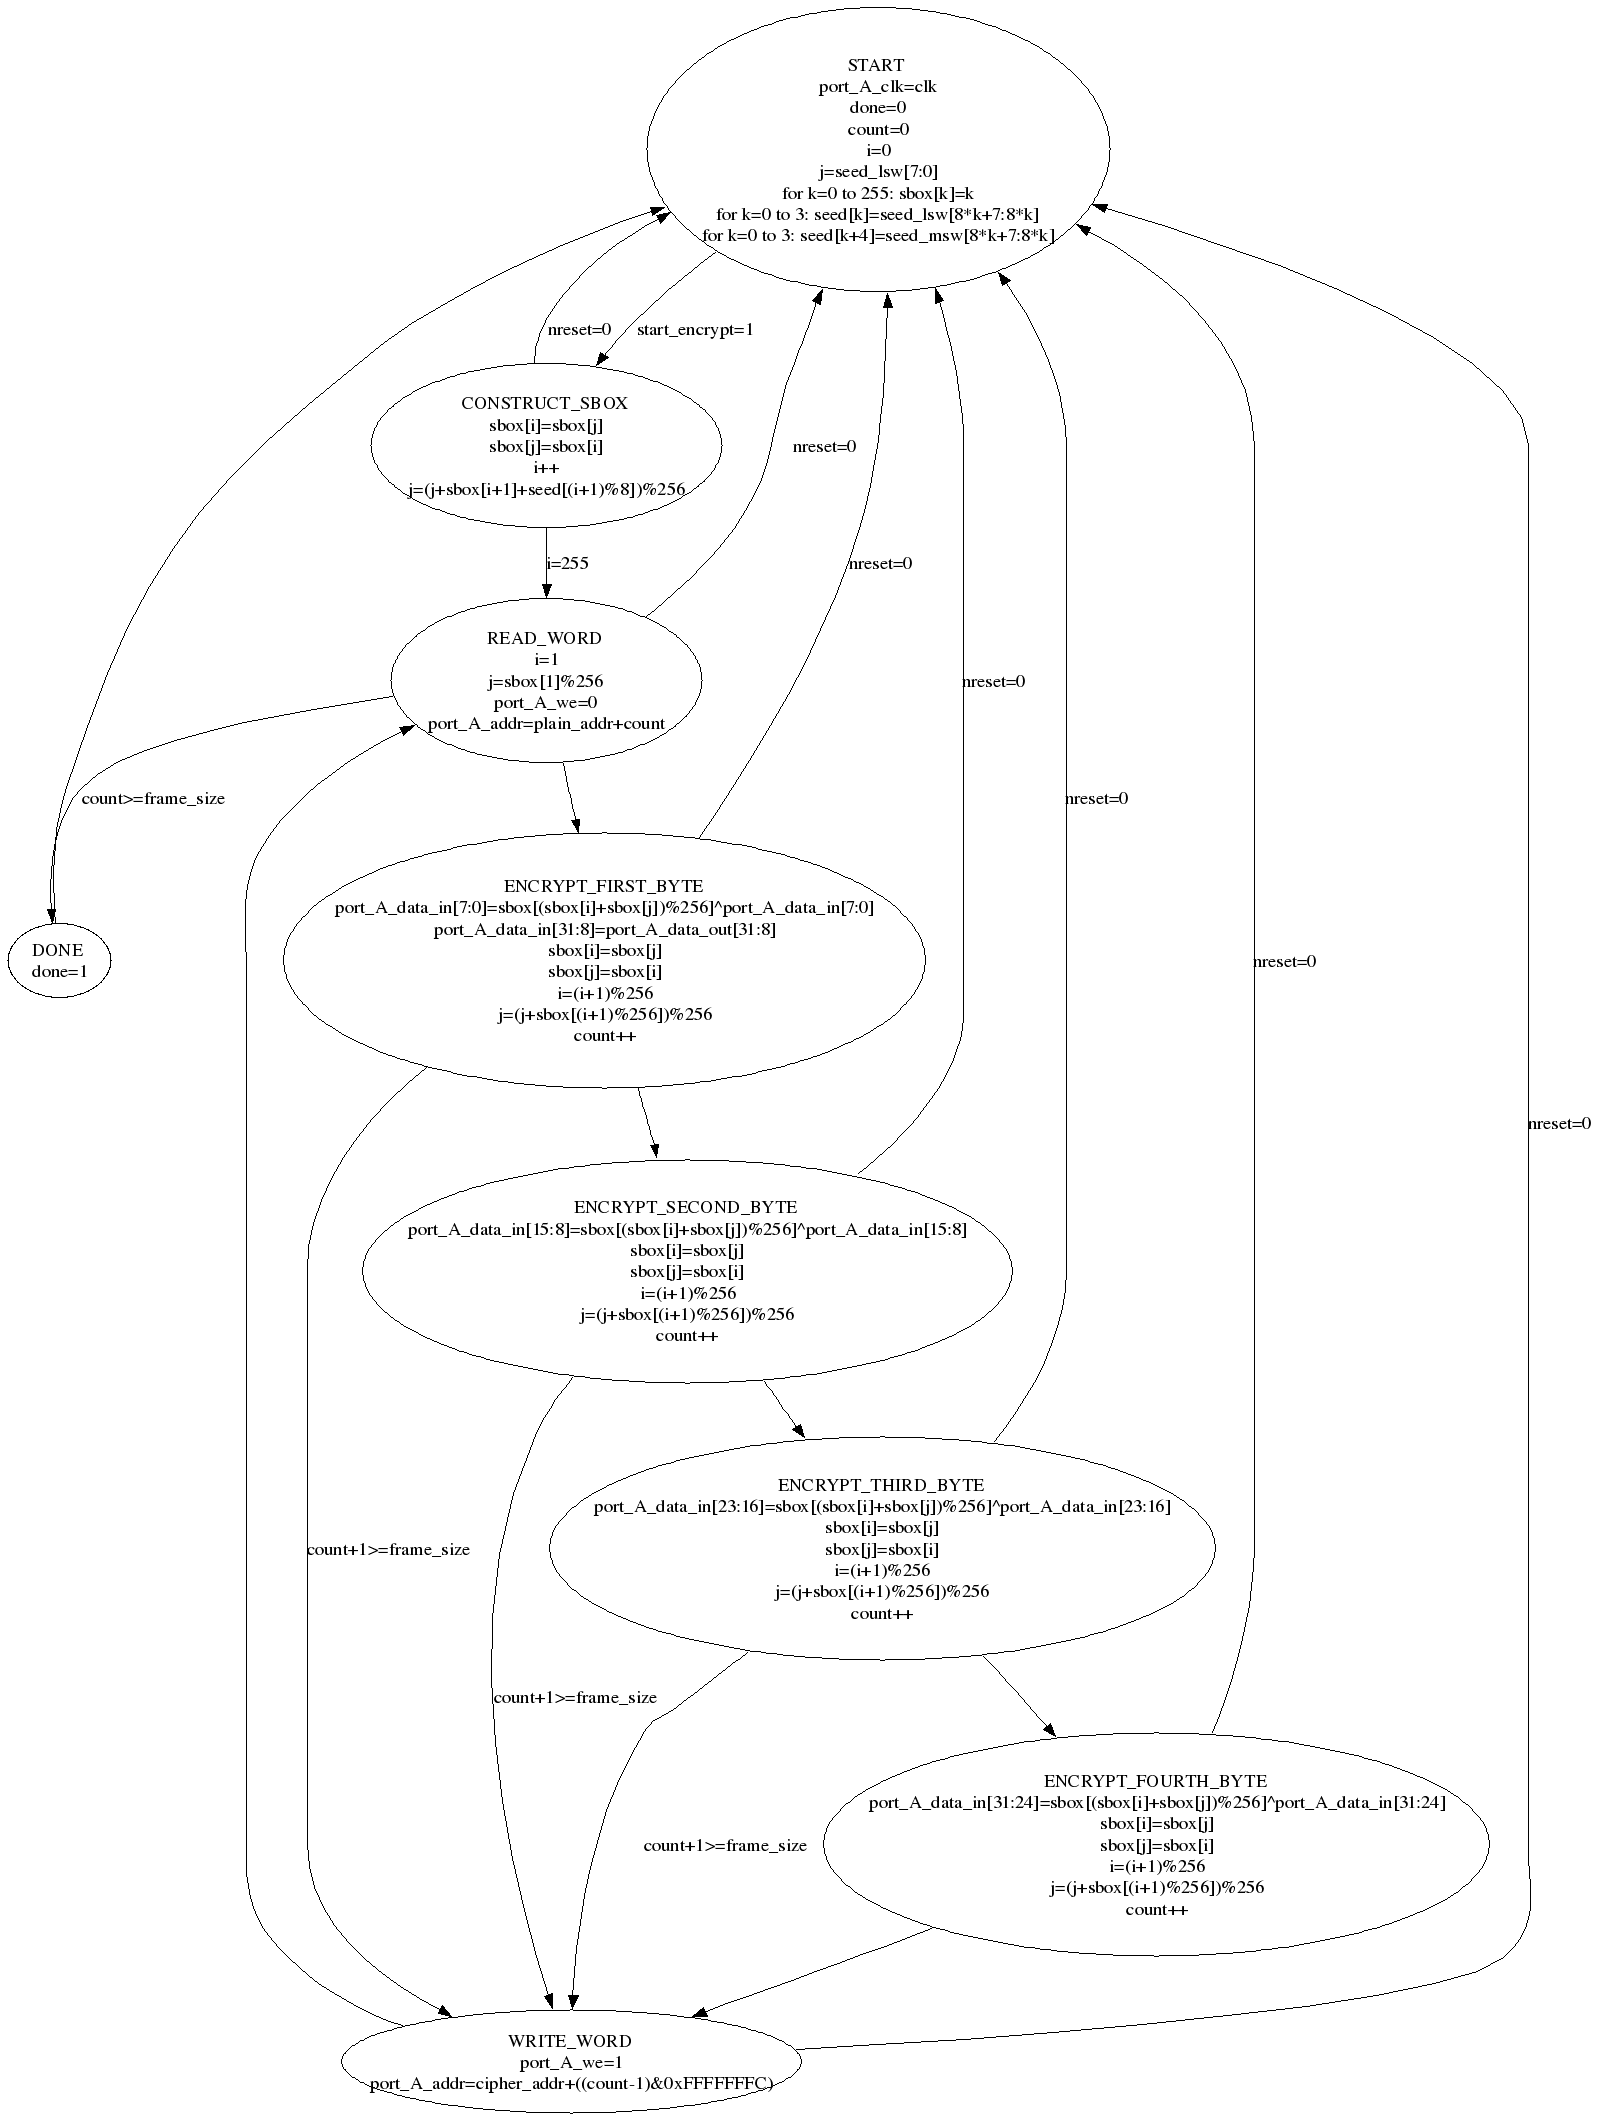 START
port_A_clk=clk
done=0
count=0
i=0
j=seed_lsw[7:0]
for k=0 to 255: sbox[k]=k
for k=0 to 3: seed[k]=seed_lsw[8*k+7:8*k]
for k=0 to 3: seed[k+4]=seed_msw[8*k+7:8*k]
nreset=0
start_encrypt=1
CONSTRUCT_SBOX
sbox[i]=sbox[j]
sbox[j]=sbox[i]
i++
j=(j+sbox[i+1]+seed[(i+1)%8])%256
nreset=0
i=255
nreset=0
READ_WORD
i=1
j=sbox[1]%256
port_A_we=0
port_A_addr=plain_addr+count
nreset=0
count>=frame_size
nreset=0
ENCRYPT_FIRST_BYTE
port_A_data_in[7:0]=sbox[(sbox[i]+sbox[j])%256]^port_A_data_in[7:0]
port_A_data_in[31:8]=port_A_data_out[31:8]
sbox[i]=sbox[j]
sbox[j]=sbox[i]
i=(i+1)%256
j=(j+sbox[(i+1)%256])%256
count++
DONE
done=1
nreset=0
nreset=0
ENCRYPT_SECOND_BYTE
port_A_data_in[15:8]=sbox[(sbox[i]+sbox[j])%256]^port_A_data_in[15:8]
sbox[i]=sbox[j]
sbox[j]=sbox[i]
i=(i+1)%256
j=(j+sbox[(i+1)%256])%256
count++
ENCRYPT_THIRD_BYTE
port_A_data_in[23:16]=sbox[(sbox[i]+sbox[j])%256]^port_A_data_in[23:16]
sbox[i]=sbox[j]
sbox[j]=sbox[i]
i=(i+1)%256
j=(j+sbox[(i+1)%256])%256
count++
count+1>=frame_size
count+1>=frame_size
ENCRYPT_FOURTH_BYTE
port_A_data_in[31:24]=sbox[(sbox[i]+sbox[j])%256]^port_A_data_in[31:24]
sbox[i]=sbox[j]
sbox[j]=sbox[i]
i=(i+1)%256
j=(j+sbox[(i+1)%256])%256
count++
count+1>=frame_size
WRITE_WORD
port_A_we=1
port_A_addr=cipher_addr+((count-1)&0xFFFFFFFC)